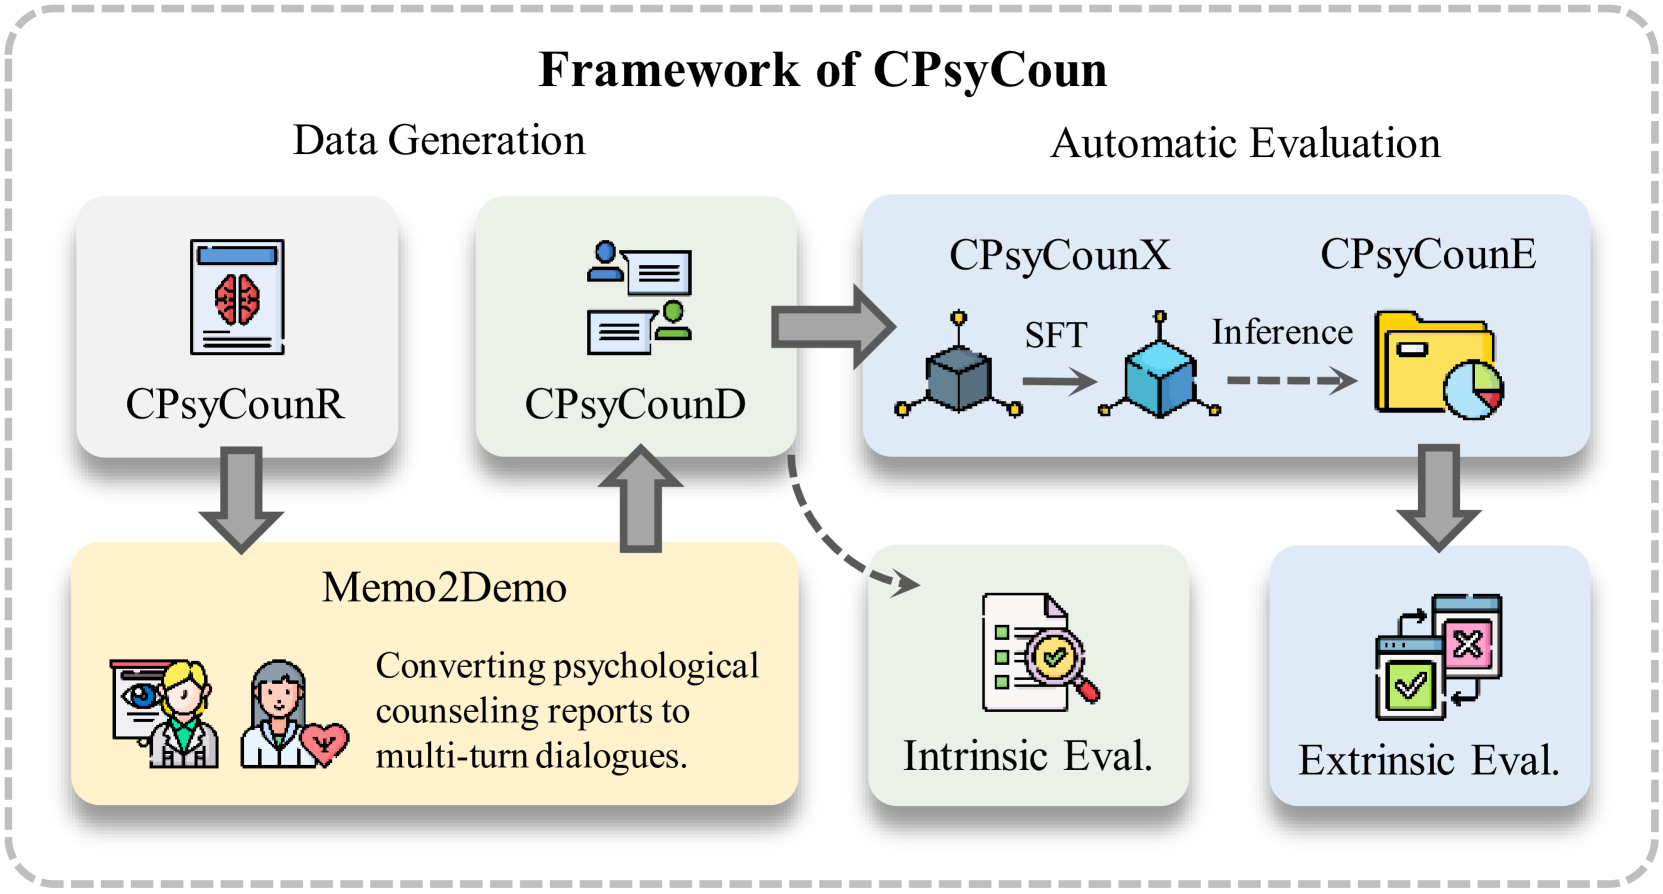 Framework of CPsyCoun
Data Generation
Automatic Evaluation
CPsyCounR
CPsyCounD
CPsyCounX
CPsyCounE
SFT
Inference
Memo2Demo
Converting psychological
counseling reports to
multi-turn dialogues.
Intrinsic Eval.
Extrinsic Eval.